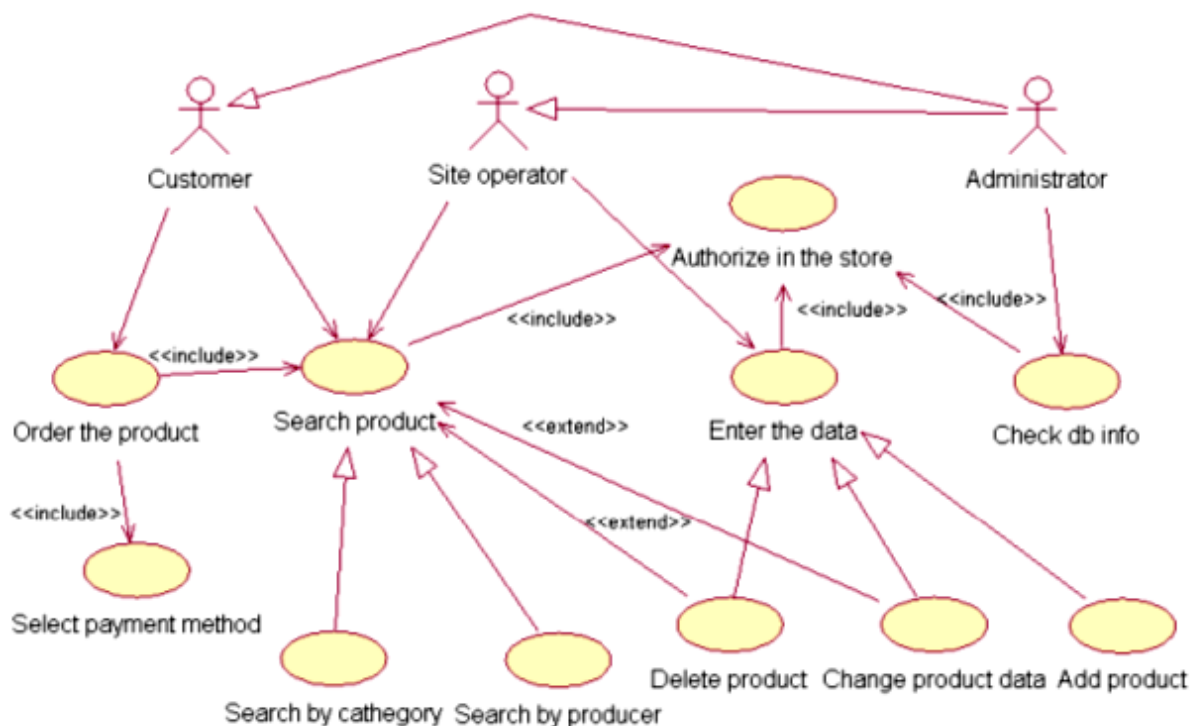 Customer
Site operator
Administrator
Authorize in the store
<<include>>
<<include>>
<<include>>
<<include>>
Order the product
Search product
<<extend>>
Enter the data
Check db info
<<include>>
<<extend>>
Select payment method
Delete product
Change product data
Add product
Search by cathegory
Search by producer